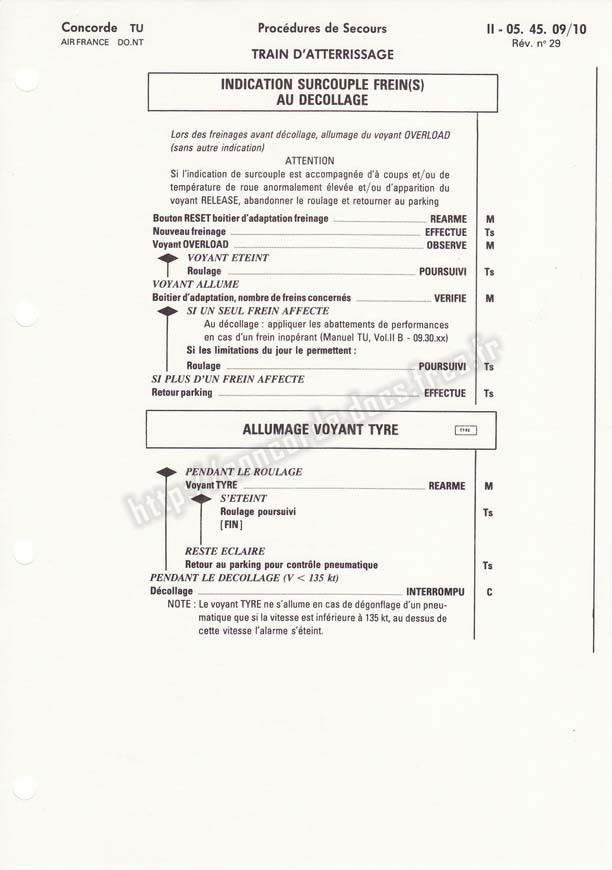 Concorde TU
AIR FRANCE DO.NT
Procédures de Secours
TRAIN D'ATTERRISSAGE
II - 05. 45. 09/10
Rév. n° 29
INDICATION SURCOUPLE FREIN(S)
AU DECOLLAGE
Lors des freinages avant décollage, allumage du voyant OVERLOAD
(sans autre indication)
ATTENTION
Si l'indication de surcouple est accompagnée d'à coups et/ou de
température de roue anormalement élevée et/ou d'apparition du
voyant RELEASE, abandonner le roulage et retourner au parking
Bouton RESET boitier d'adaptation freinage REARME M
Nouveau freinage EFFECTUE Ts
Voyant OVERLOAD OBSERVE M
VOYANT ETEINT
Roulage POURSUIVI Ts
VOYANT ALLUME
Boitier d'adaptation, nombre de freins concernés VERIFIE M
SI UN SEUL FREIN AFFECTE
Au décollage : appliquer les abattements de performances
en cas d'un frein inopérant (Manuel TU, Vol.II B - 09.30.xx)
Si les limitations du jour le permettent :
Roulage POURSUIVI Ts
SI PLUS D'UN FREIN AFFECTE
Retour parking EFFECTUE Ts
ALLUMAGE VOYANT TYRE TYRE
PENDANT LE ROULAGE
Voyant TYRE REARME M
S'ETEINT
Roulage poursuivi Ts
[FIN]
RESTE ECLAIRE
Retour au parking pour contrôle pneumatique Ts
PENDANT LE DECOLLAGE (V < 135 kt)
Décollage INTERROMPU C
NOTE : Le voyant TYRE ne s'allume en cas de dégonflage d'un pneu-
matique que si la vitesse est inférieure à 135 kt, au dessus de
cette vitesse l'alarme s'éteint.
http://concorde.docs.free.fr